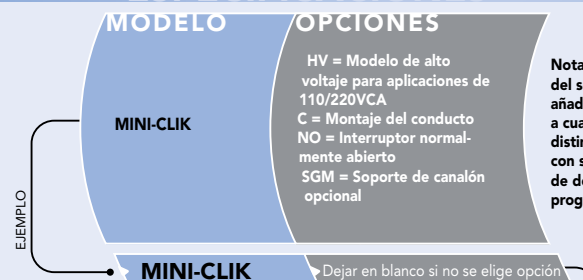 MODELO
OPCIONES
MINI-CLIK
HV = Modelo de alto
voltaje para aplicaciones de
110/220VCA
C = Montaje del conducto
NO = Interruptor normal-
mente abierto
SGM = Soporte de canalón
opcional
Nota
del s
añad
a cua
distin
con s
de de
prog
EJEMPLO
MINI-CLIK
Dejar en blanco si no se elige opción